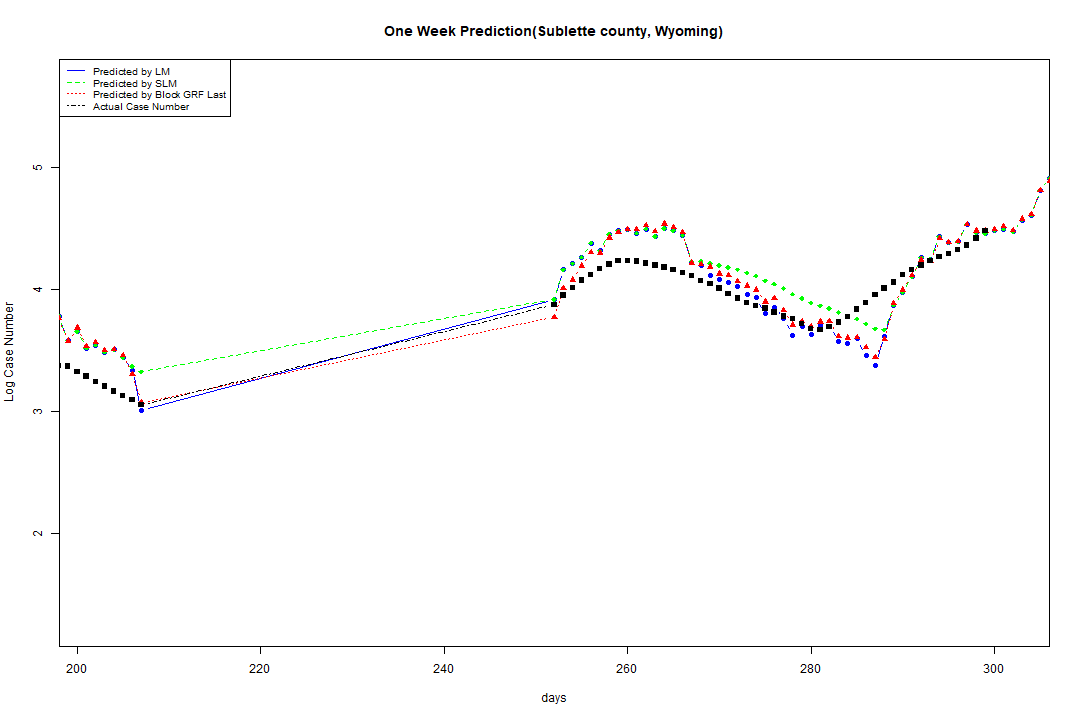 One Week Prediction(Sublette county, Wyoming)
Predicted by LM
Predicted by SLM
Predicted by Block GRF Last
Actual Case Number
Log Case Number
5
4
3
2
200 220 240 260 280 300
days